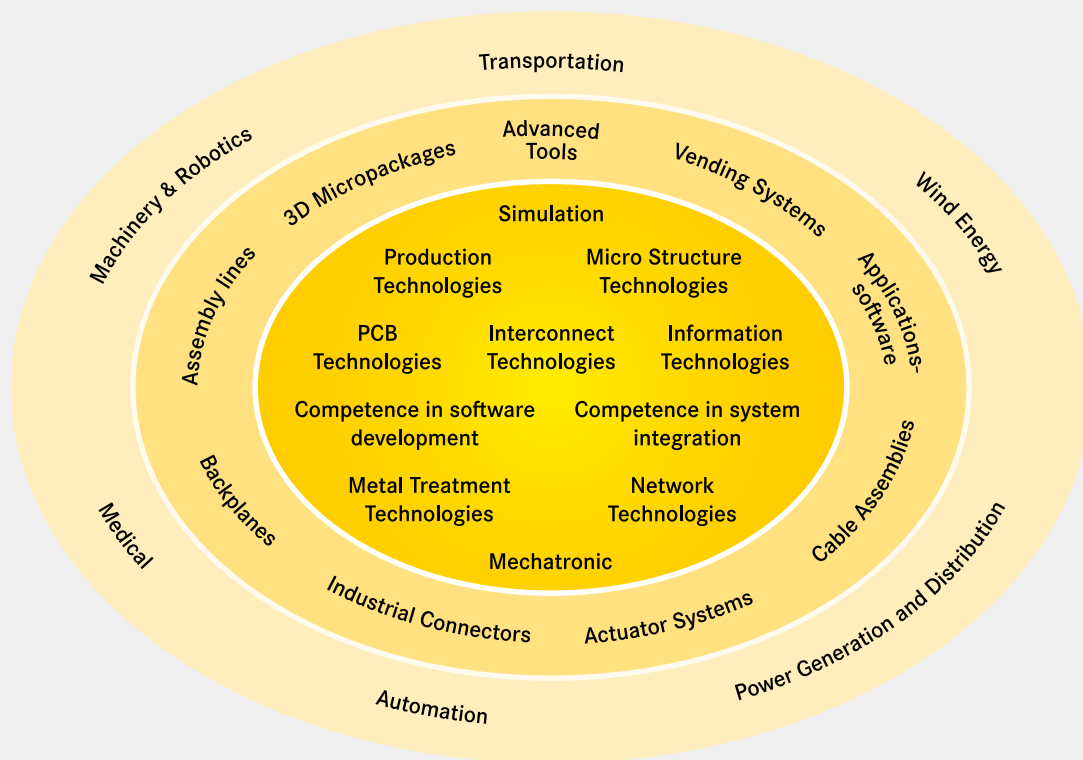 Transportation
Machinery & Robotics
Wind Energy
Medical
Power Generation and Distribution
Automation
Advanced
Tools
3D Micropackages
Vending Systems
Assembly lines
Applications-
software
Backplanes
Cable Assemblies
Industrial Connectors
Actuator Systems
Simulation
Production
Technologies
Micro Structure
Technologies
PCB
Technologies
Interconnect
Technologies
Information
Technologies
Competence in software
development
Competence in system
integration
Metal Treatment
Technologies
Network
Technologies
Mechatronic